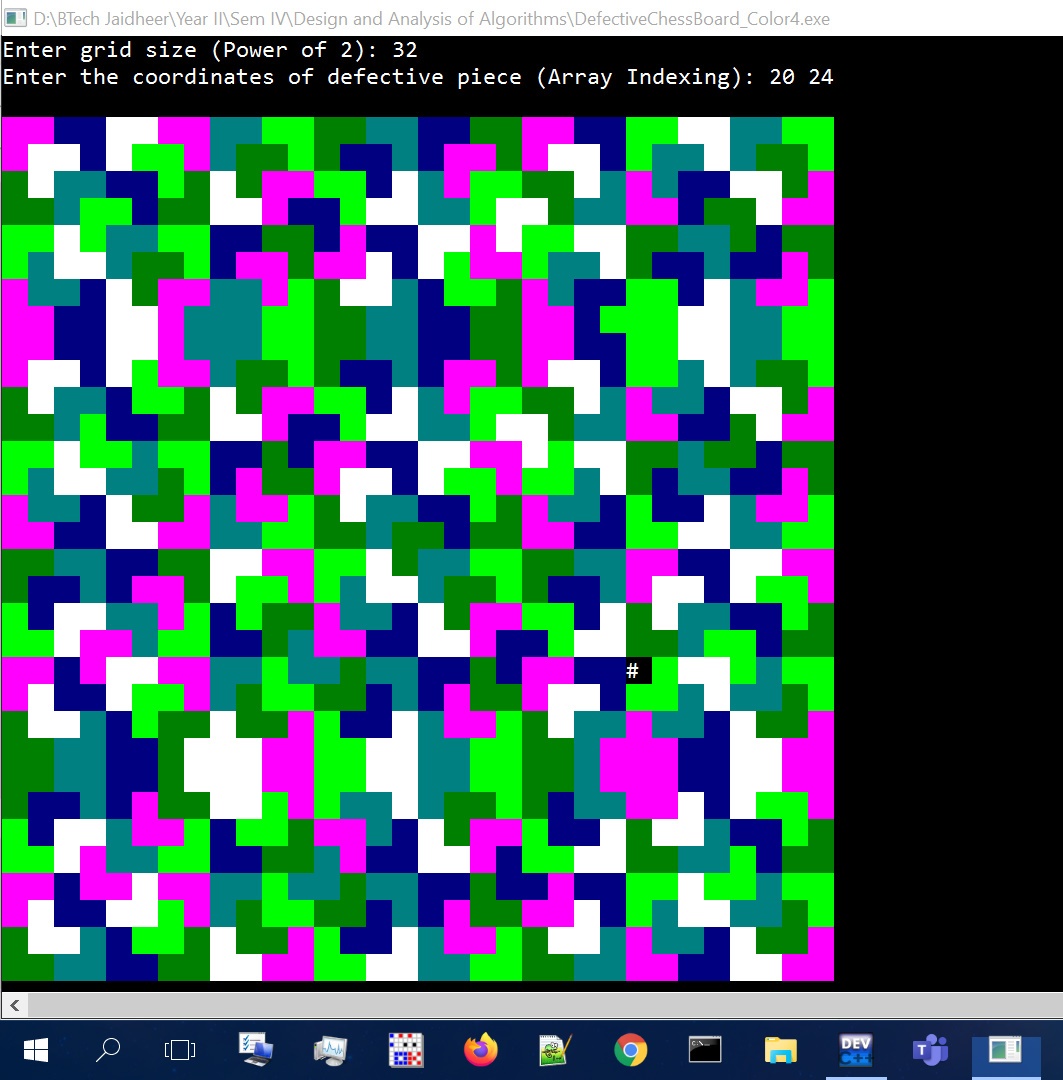 D:\BTech Jaidheer\Year II\Sem IV\Design and Analysis of Algorithms\DefectiveChessBoard_Color4.exe
Enter grid size (Power of 2): 32
Enter the coordinates of defective piece (Array Indexing): 20 24
#
C:\_
DEV
C++
T